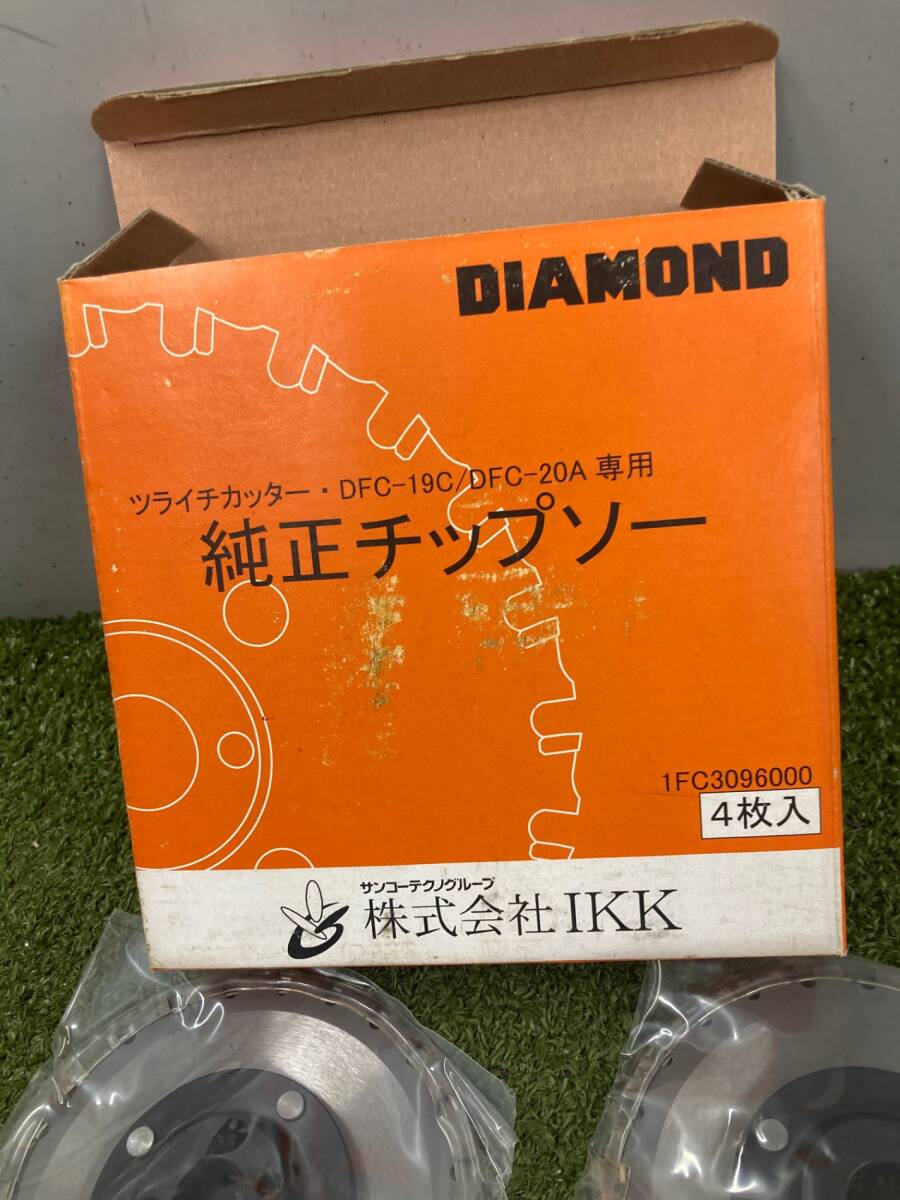 DIAMOND
ツライチカッター・DFC-19C/DFC-20A 専用
純正チップソー
1FC3096000
4枚入
サンコーテクノグループ
株式会社IKK